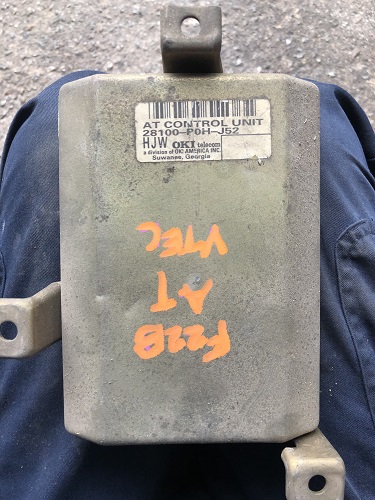 AT CONTROL UNIT
28100-P0H-J52
HJW OKI telecom
a division of OKI AMERICA INC.
Suwanee, Georgia
F22B
AT
VTEC